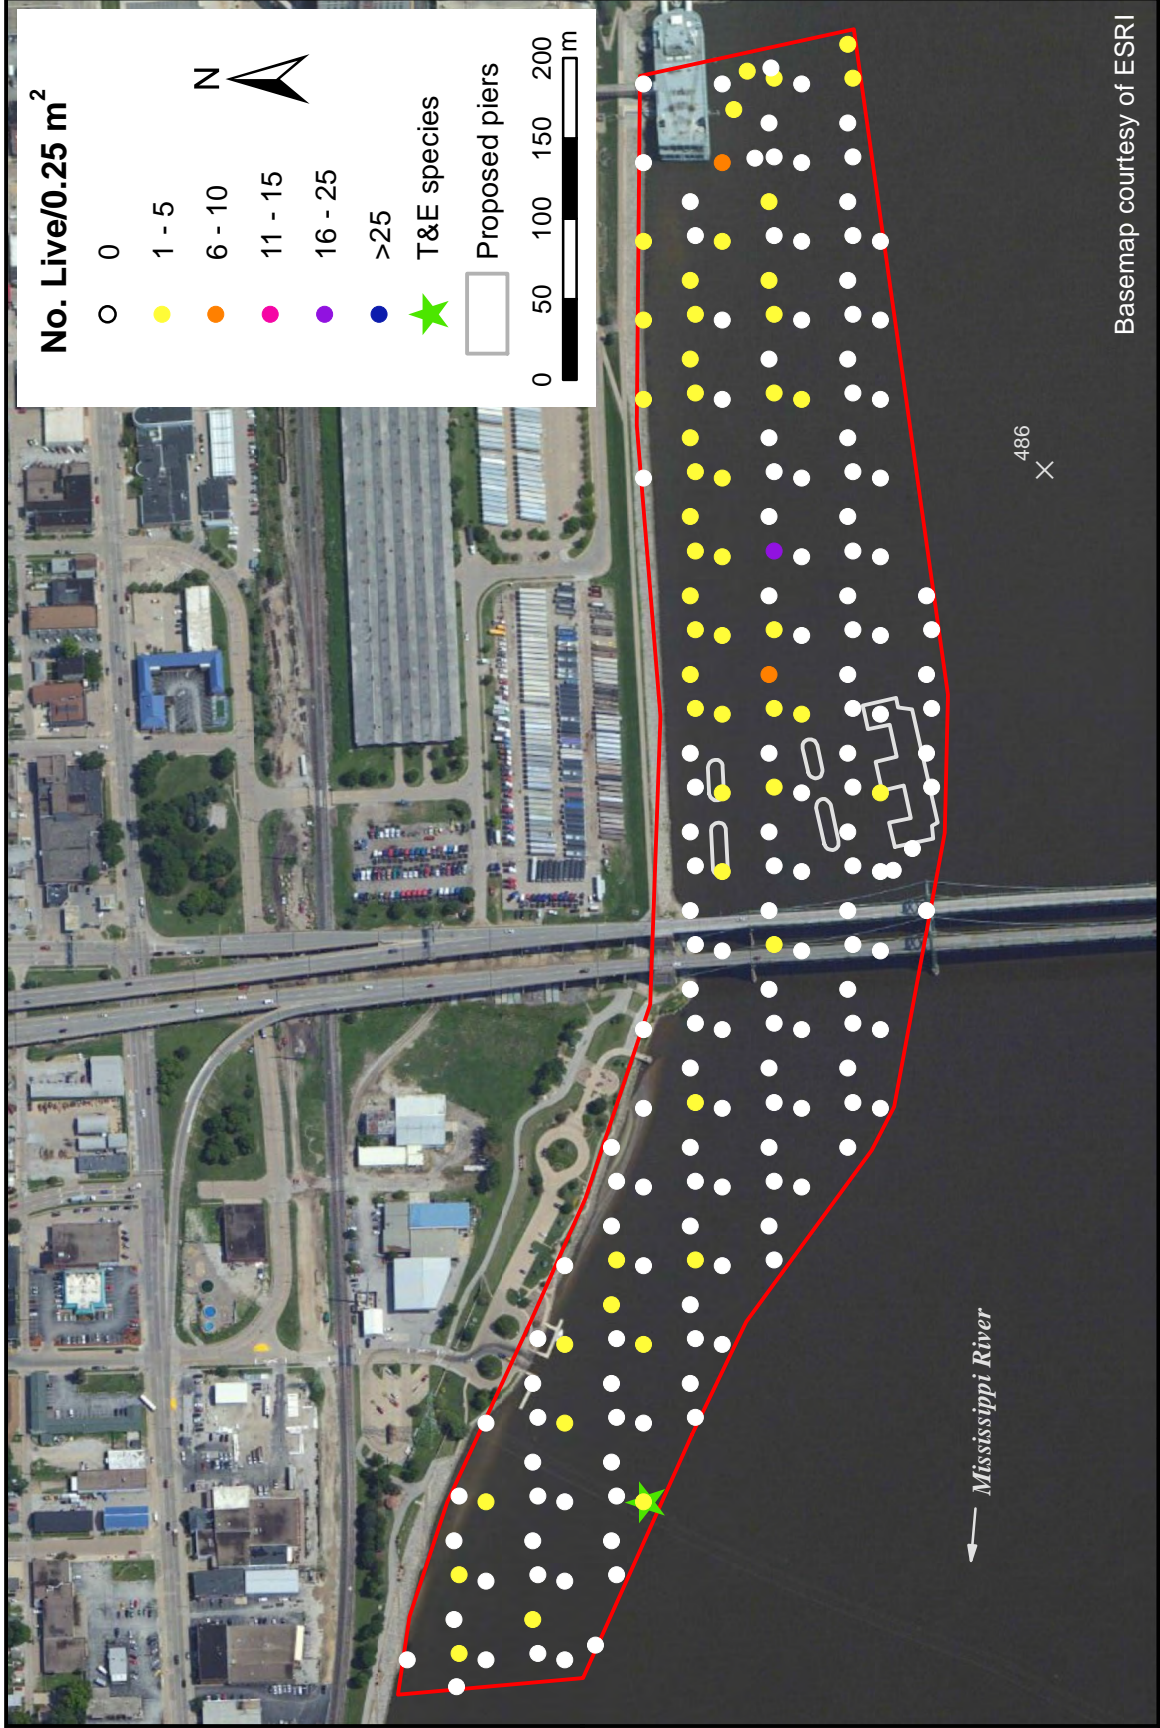 No. Live/0.25 m²
0
1 - 5
6 - 10
11 - 15
16 - 25
>25
T&E species
Proposed piers
N
0 50 100 150 200 m
486
Mississippi River
Basemap courtesy of ESRI